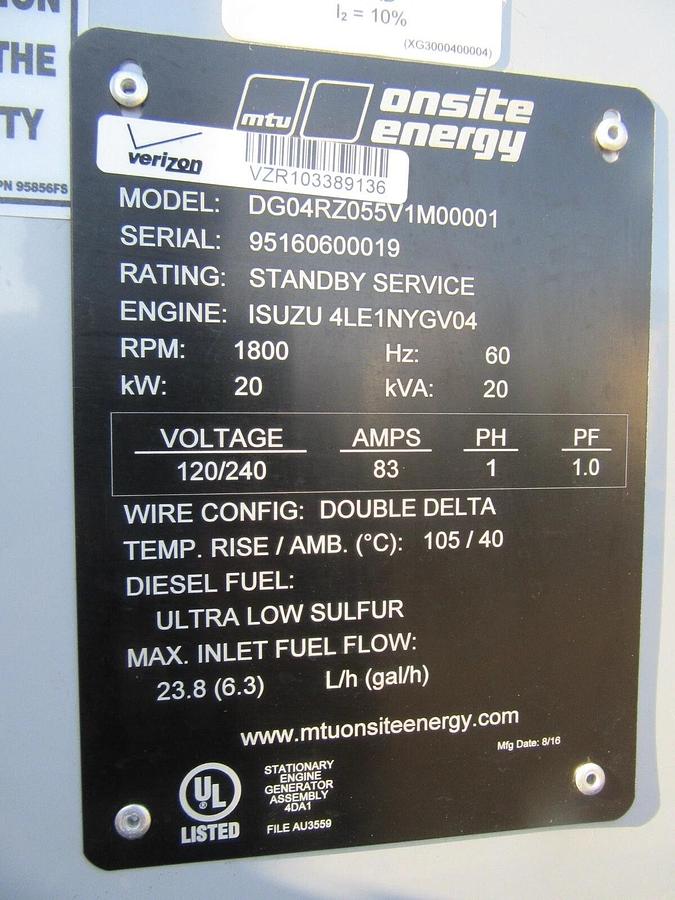 I₂ = 10%
(XG3000400004)
THE
TY
PN 95856FS
mtu onsite energy
verizon
VZR103389136
MODEL: DG04RZ055V1M00001
SERIAL: 95160600019
RATING: STANDBY SERVICE
ENGINE: ISUZU 4LE1NYGV04
RPM: 1800 Hz: 60
kW: 20 kVA: 20
VOLTAGE AMPS PH PF
120/240 83 1 1.0
WIRE CONFIG: DOUBLE DELTA
TEMP. RISE / AMB. (°C): 105 / 40
DIESEL FUEL:
ULTRA LOW SULFUR
MAX. INLET FUEL FLOW:
23.8 (6.3) L/h (gal/h)
www.mtuonsiteenergy.com
Mfg Date: 8/16
UL
LISTED
STATIONARY
ENGINE
GENERATOR
ASSEMBLY
4DA1
FILE AU3559